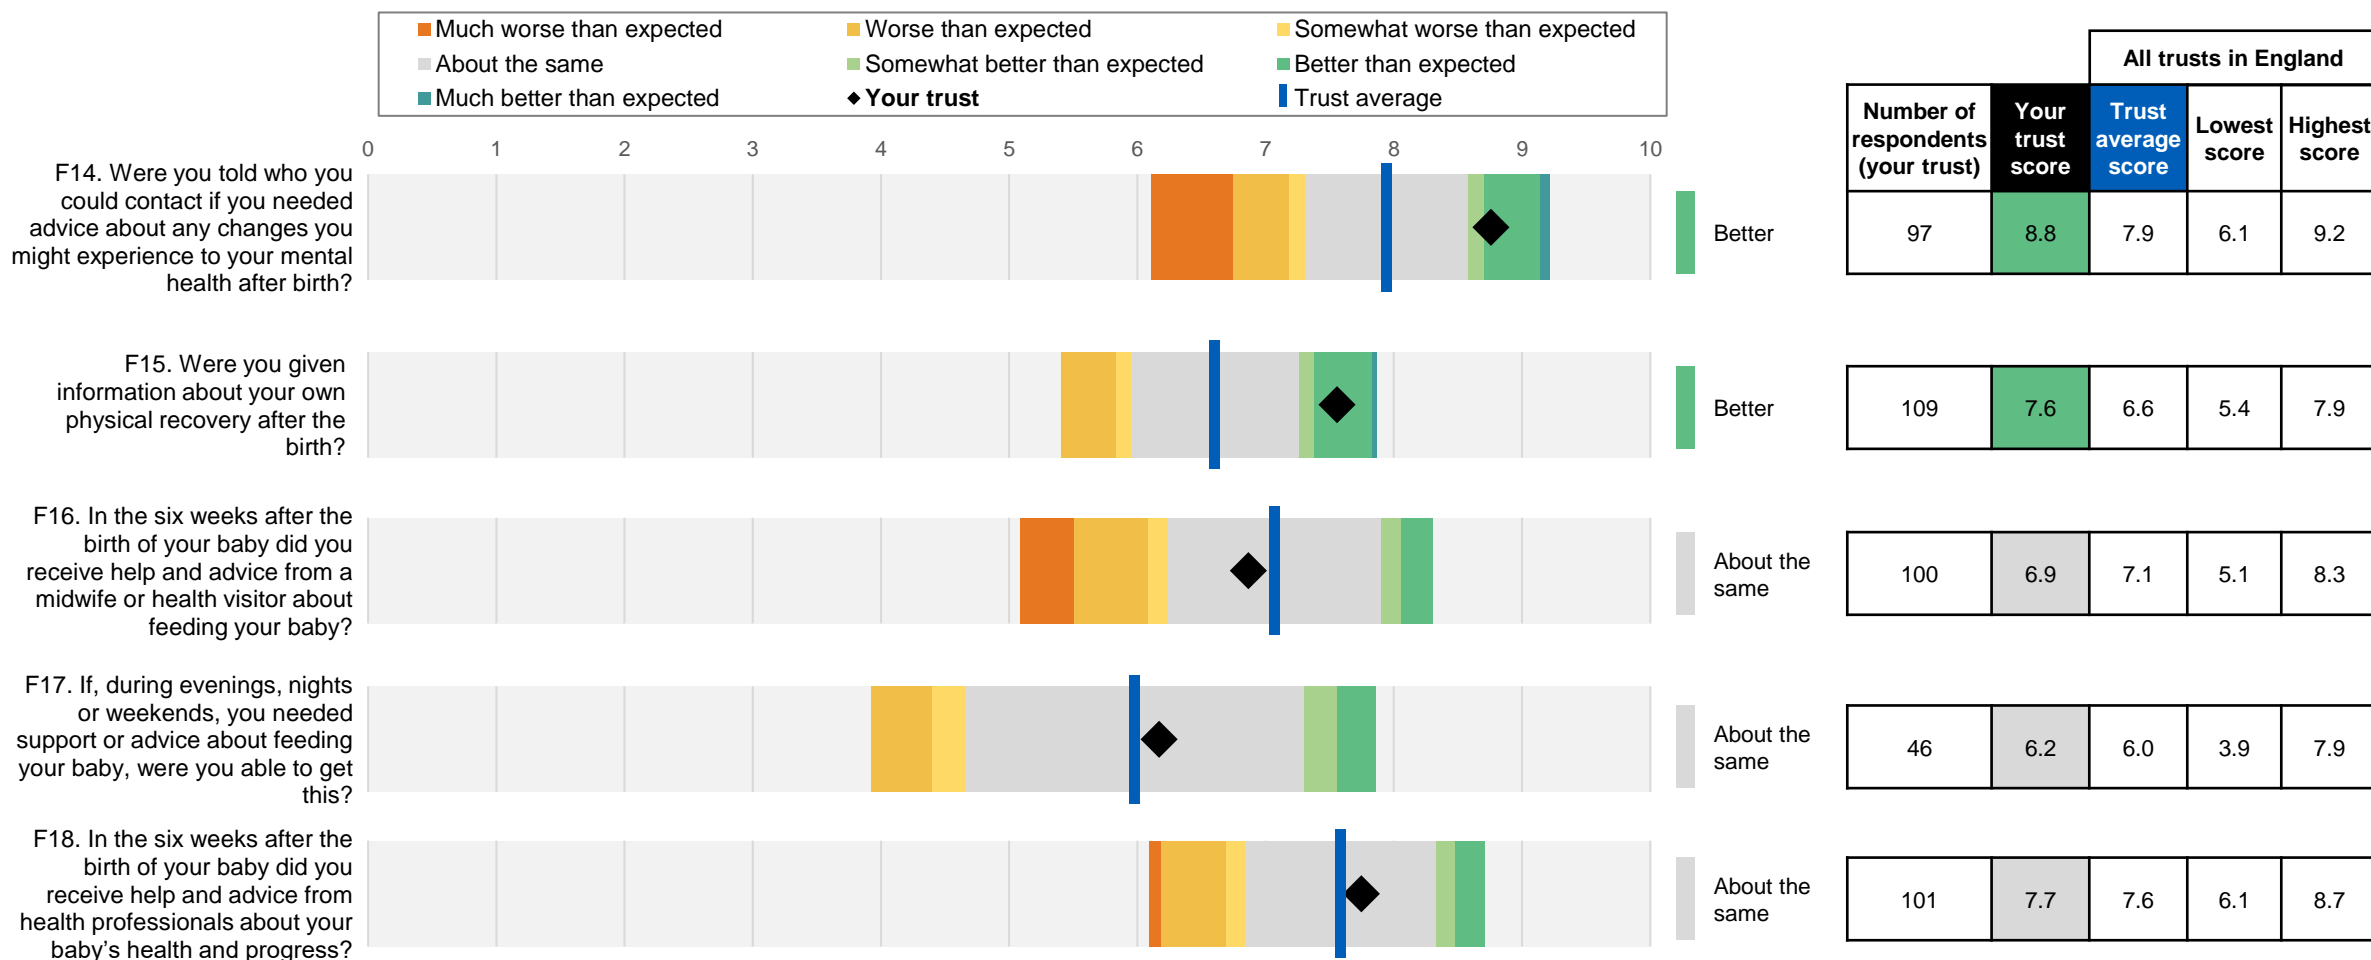 Much worse than expected
Worse than expected
Somewhat worse than expected
About the same
Somewhat better than expected
Better than expected
Much better than expected
Your trust
Trust average
All trusts in England
Number of respondents (your trust)
Your trust score
Trust average score
Lowest score
Highest score
0 1 2 3 4 5 6 7 8 9 10
F14. Were you told who you
could contact if you needed
advice about any changes you
might experience to your mental
health after birth?
Better
97 8.8 7.9 6.1 9.2
F15. Were you given
information about your own
physical recovery after the
birth?
Better
109 7.6 6.6 5.4 7.9
F16. In the six weeks after the
birth of your baby did you
receive help and advice from a
midwife or health visitor about
feeding your baby?
About the
same
100 6.9 7.1 5.1 8.3
F17. If, during evenings, nights
or weekends, you needed
support or advice about feeding
your baby, were you able to get
this?
About the
same
46 6.2 6.0 3.9 7.9
F18. In the six weeks after the
birth of your baby did you
receive help and advice from
health professionals about your
baby’s health and progress?
About the
same
101 7.7 7.6 6.1 8.7